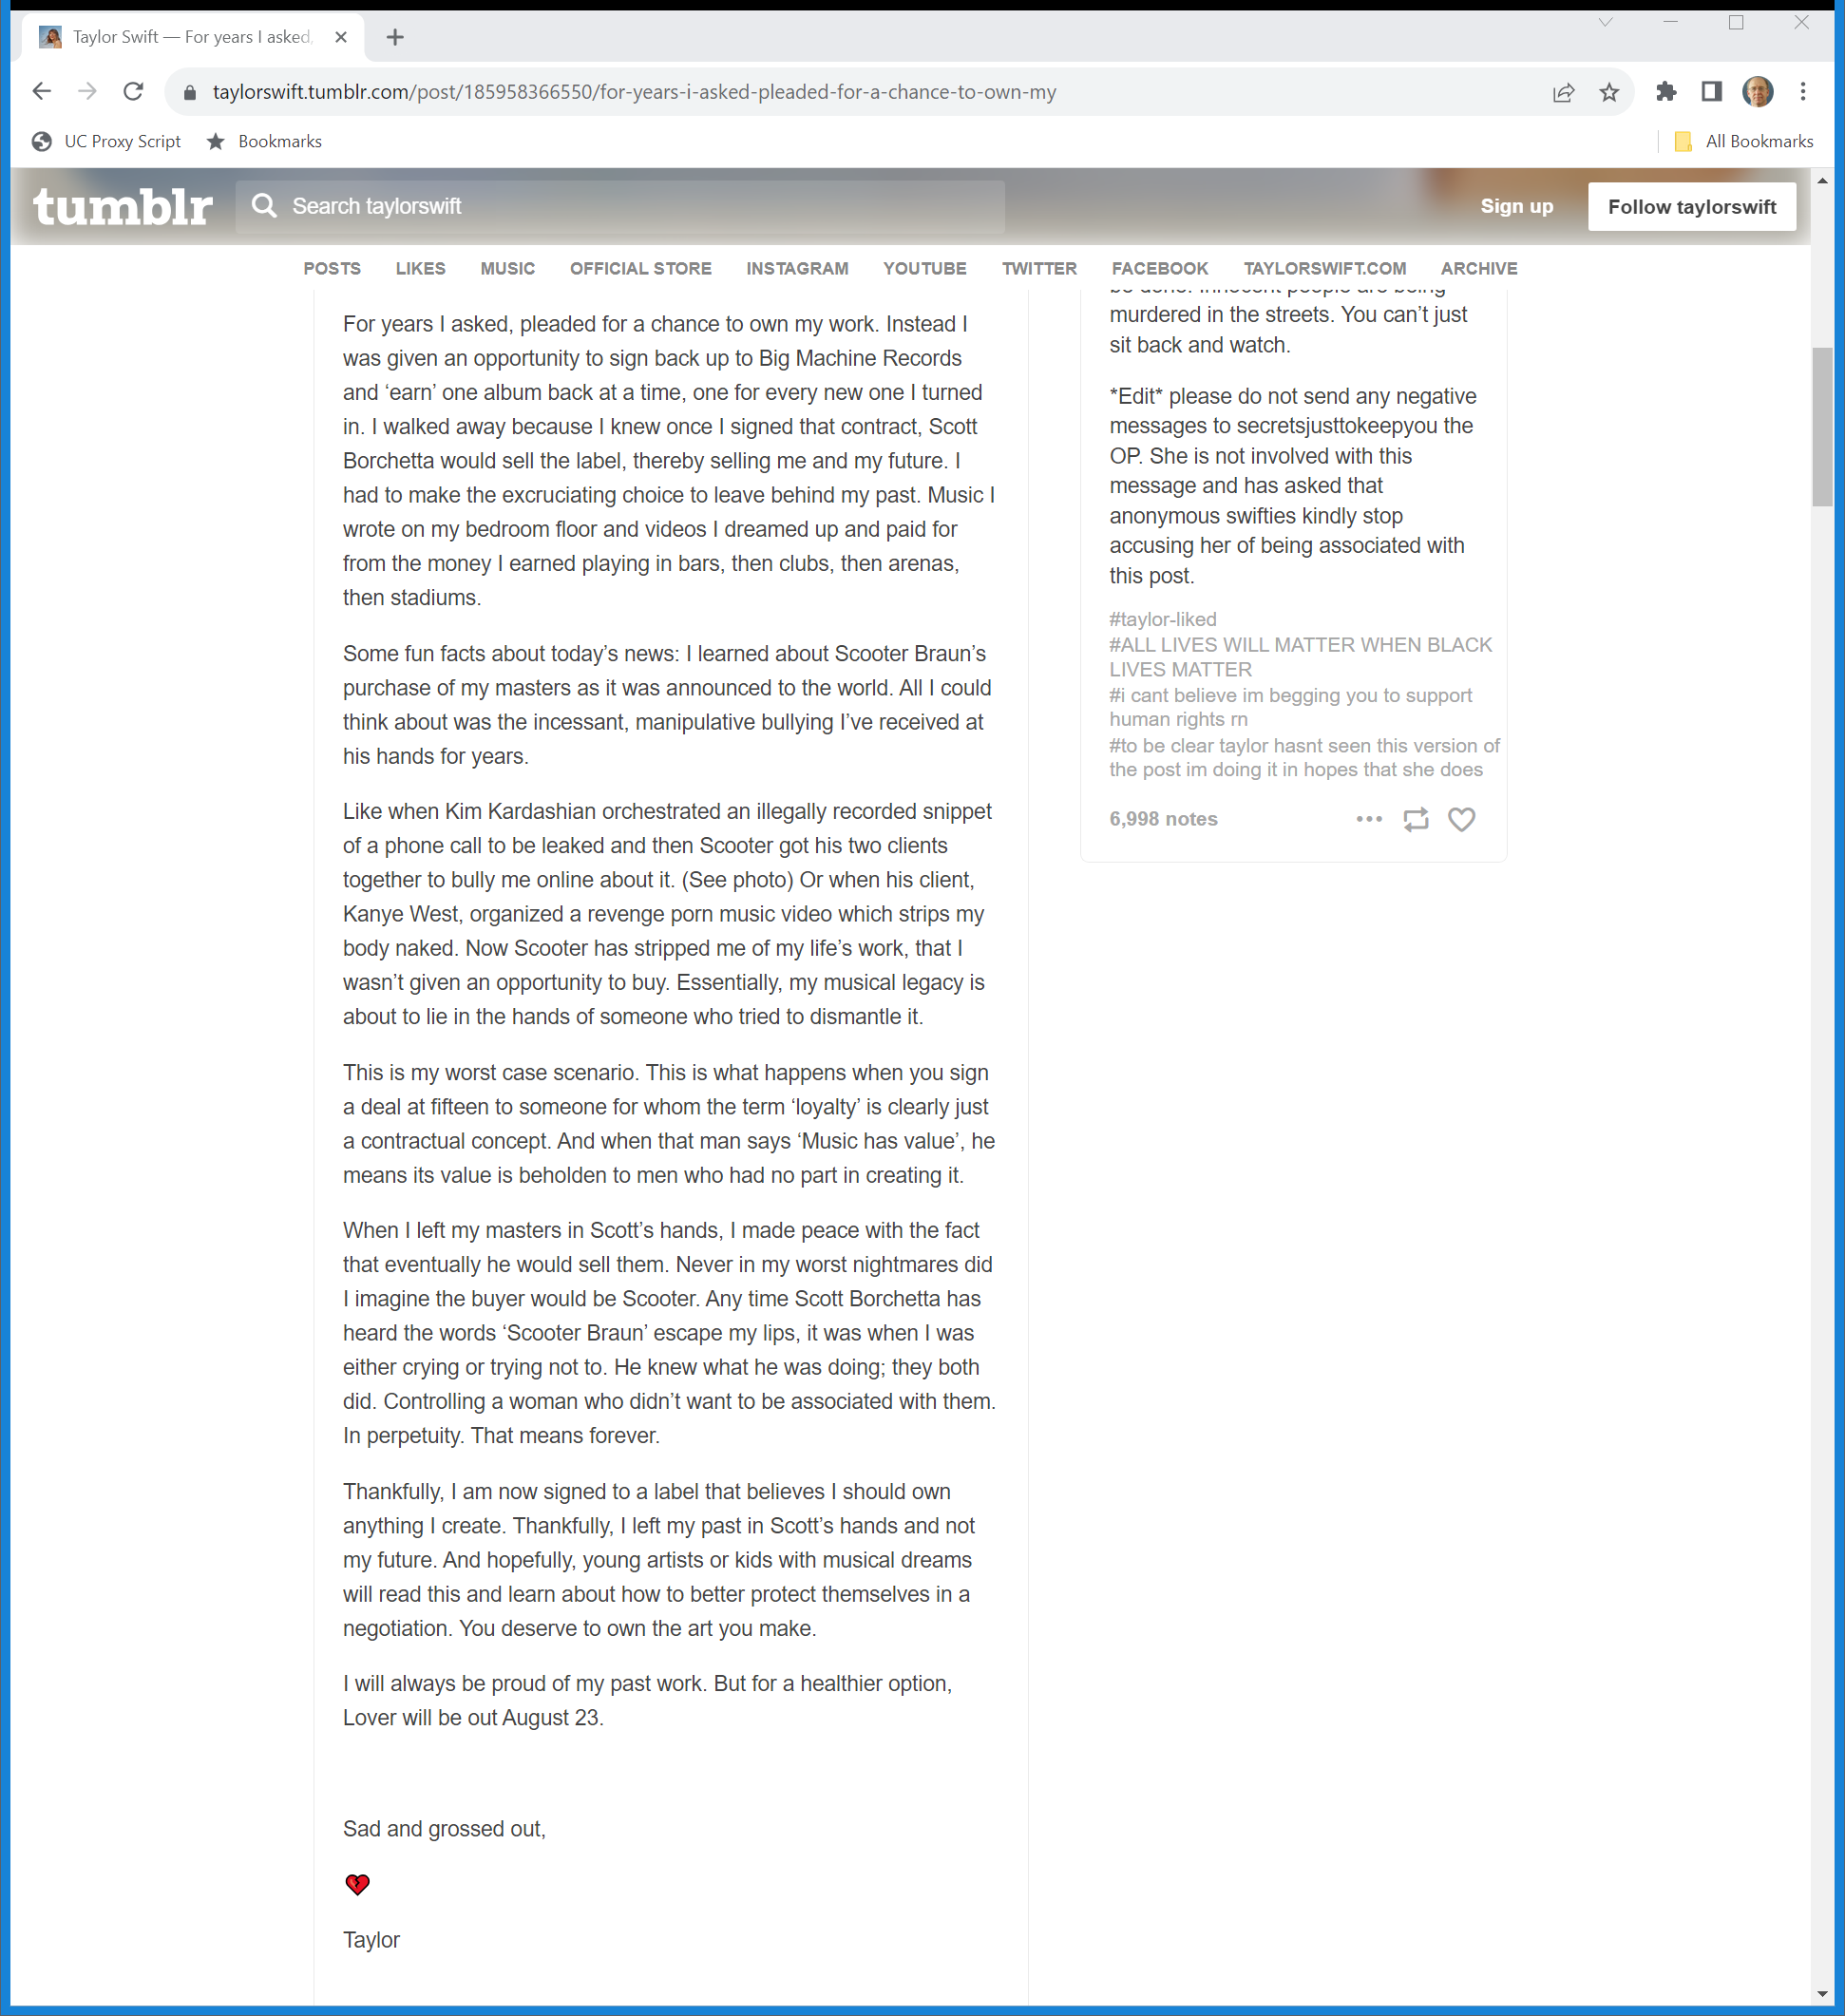 Taylor Swift — For years I asked,
taylorswift.tumblr.com/post/185958366550/for-years-i-asked-pleaded-for-a-chance-to-own-my
UC Proxy Script
Bookmarks
All Bookmarks
tumblr
Search taylorswift
Sign up
Follow taylorswift
POSTS LIKES MUSIC OFFICIAL STORE INSTAGRAM YOUTUBE TWITTER FACEBOOK TAYLORSWIFT.COM ARCHIVE
For years I asked, pleaded for a chance to own my work. Instead I
was given an opportunity to sign back up to Big Machine Records
and ‘earn’ one album back at a time, one for every new one I turned
in. I walked away because I knew once I signed that contract, Scott
Borchetta would sell the label, thereby selling me and my future. I
had to make the excruciating choice to leave behind my past. Music I
wrote on my bedroom floor and videos I dreamed up and paid for
from the money I earned playing in bars, then clubs, then arenas,
then stadiums.
Some fun facts about today’s news: I learned about Scooter Braun’s
purchase of my masters as it was announced to the world. All I could
think about was the incessant, manipulative bullying I’ve received at
his hands for years.
Like when Kim Kardashian orchestrated an illegally recorded snippet
of a phone call to be leaked and then Scooter got his two clients
together to bully me online about it. (See photo) Or when his client,
Kanye West, organized a revenge porn music video which strips my
body naked. Now Scooter has stripped me of my life’s work, that I
wasn’t given an opportunity to buy. Essentially, my musical legacy is
about to lie in the hands of someone who tried to dismantle it.
This is my worst case scenario. This is what happens when you sign
a deal at fifteen to someone for whom the term ‘loyalty’ is clearly just
a contractual concept. And when that man says ‘Music has value’, he
means its value is beholden to men who had no part in creating it.
When I left my masters in Scott’s hands, I made peace with the fact
that eventually he would sell them. Never in my worst nightmares did
I imagine the buyer would be Scooter. Any time Scott Borchetta has
heard the words ‘Scooter Braun’ escape my lips, it was when I was
either crying or trying not to. He knew what he was doing; they both
did. Controlling a woman who didn’t want to be associated with them.
In perpetuity. That means forever.
Thankfully, I am now signed to a label that believes I should own
anything I create. Thankfully, I left my past in Scott’s hands and not
my future. And hopefully, young artists or kids with musical dreams
will read this and learn about how to better protect themselves in a
negotiation. You deserve to own the art you make.
I will always be proud of my past work. But for a healthier option,
Lover will be out August 23.
Sad and grossed out,
💔
Taylor
be done. Innocent people are being
murdered in the streets. You can’t just
sit back and watch.
*Edit* please do not send any negative
messages to secretsjusttokeepyou the
OP. She is not involved with this
message and has asked that
anonymous swifties kindly stop
accusing her of being associated with
this post.
#taylor-liked
#ALL LIVES WILL MATTER WHEN BLACK
LIVES MATTER
#i cant believe im begging you to support
human rights rn
#to be clear taylor hasnt seen this version of
the post im doing it in hopes that she does
6,998 notes